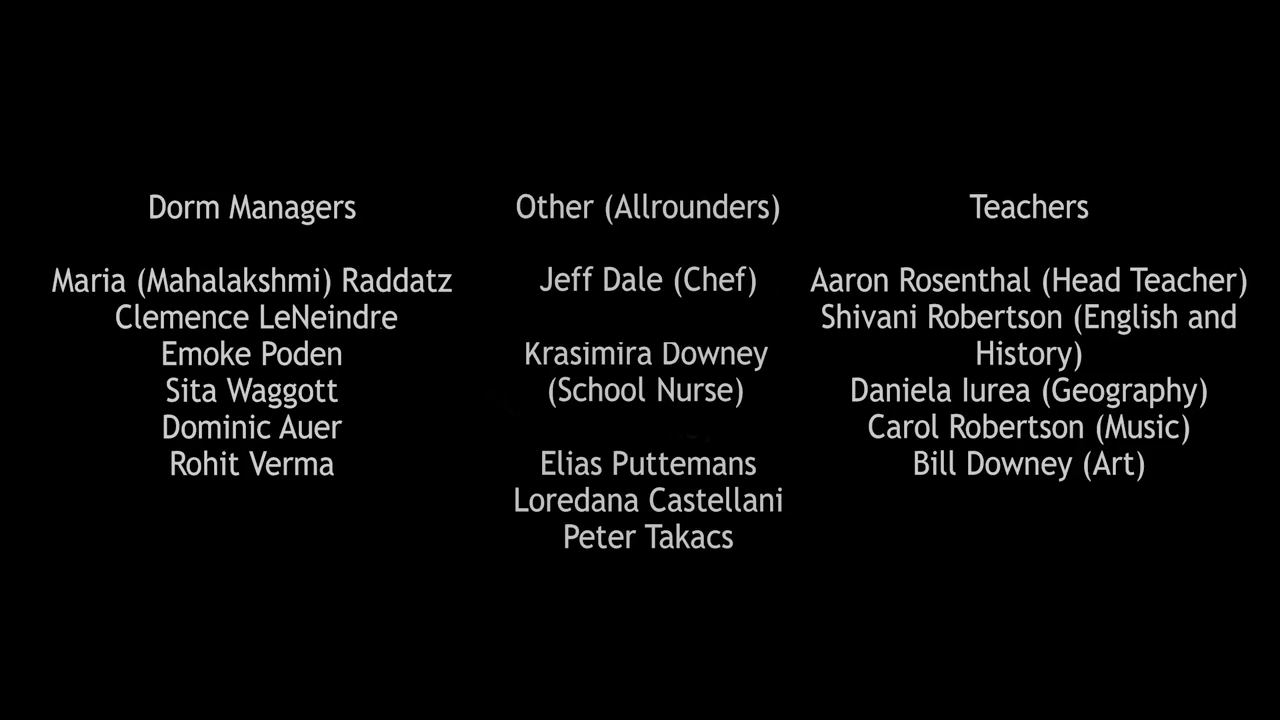 Dorm Managers
Maria (Mahalakshmi) Raddatz
Clemence LeNeindre
Emoke Poden
Sita Waggott
Dominic Auer
Rohit Verma
Other (Allrounders)
Jeff Dale (Chef)
Krasimira Downey
(School Nurse)
Elias Puttemans
Loredana Castellani
Peter Takacs
Teachers
Aaron Rosenthal (Head Teacher)
Shivani Robertson (English and
History)
Daniela Iurea (Geography)
Carol Robertson (Music)
Bill Downey (Art)